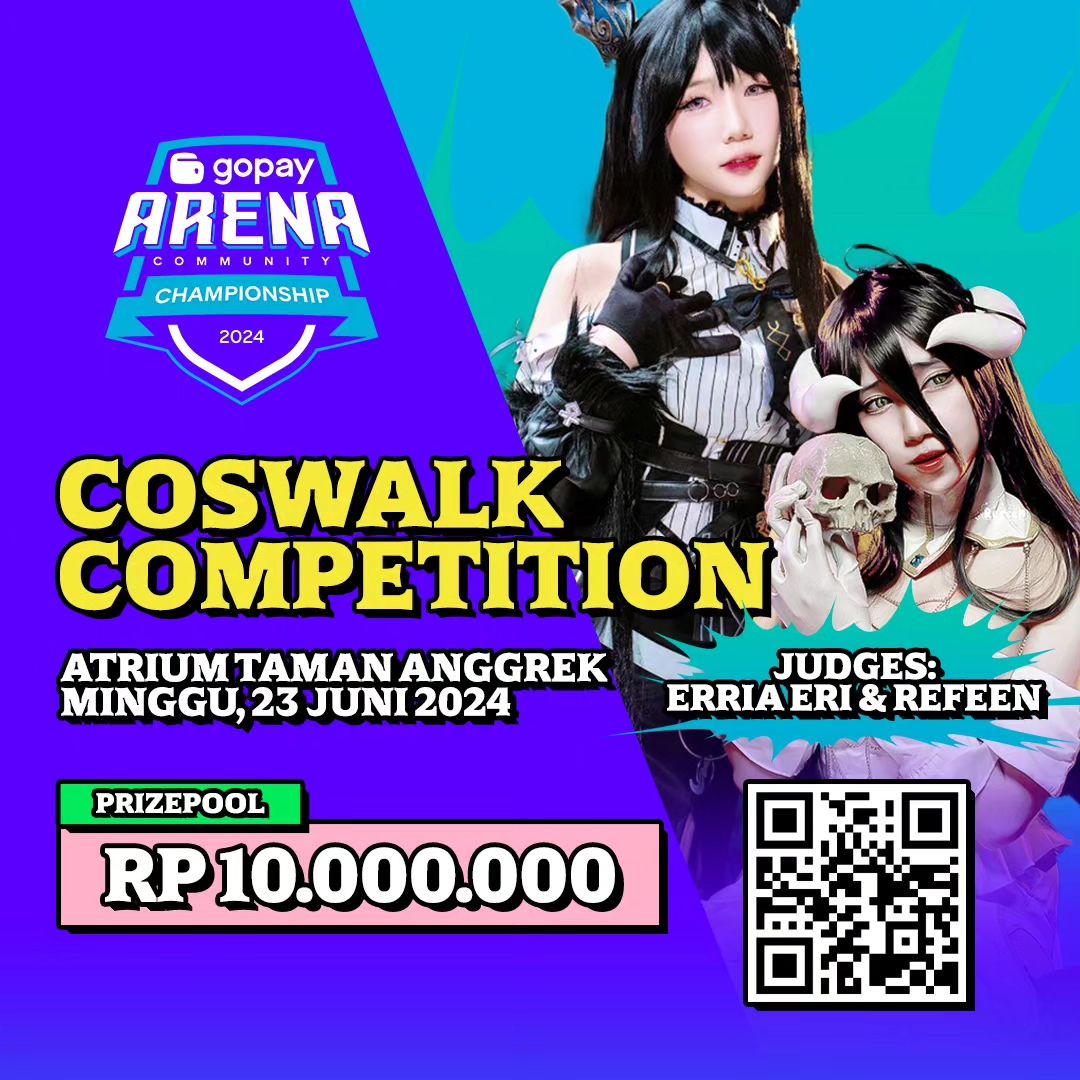 gopay
ARENA
COMMUNITY
CHAMPIONSHIP
2024
COSWALK
COMPETITION
ATRIUM TAMAN ANGGREK
MINGGU, 23 JUNI 2024
JUDGES:
ERRIA ERI & REFEEN
PRIZEPOOL
RP 10.000.000